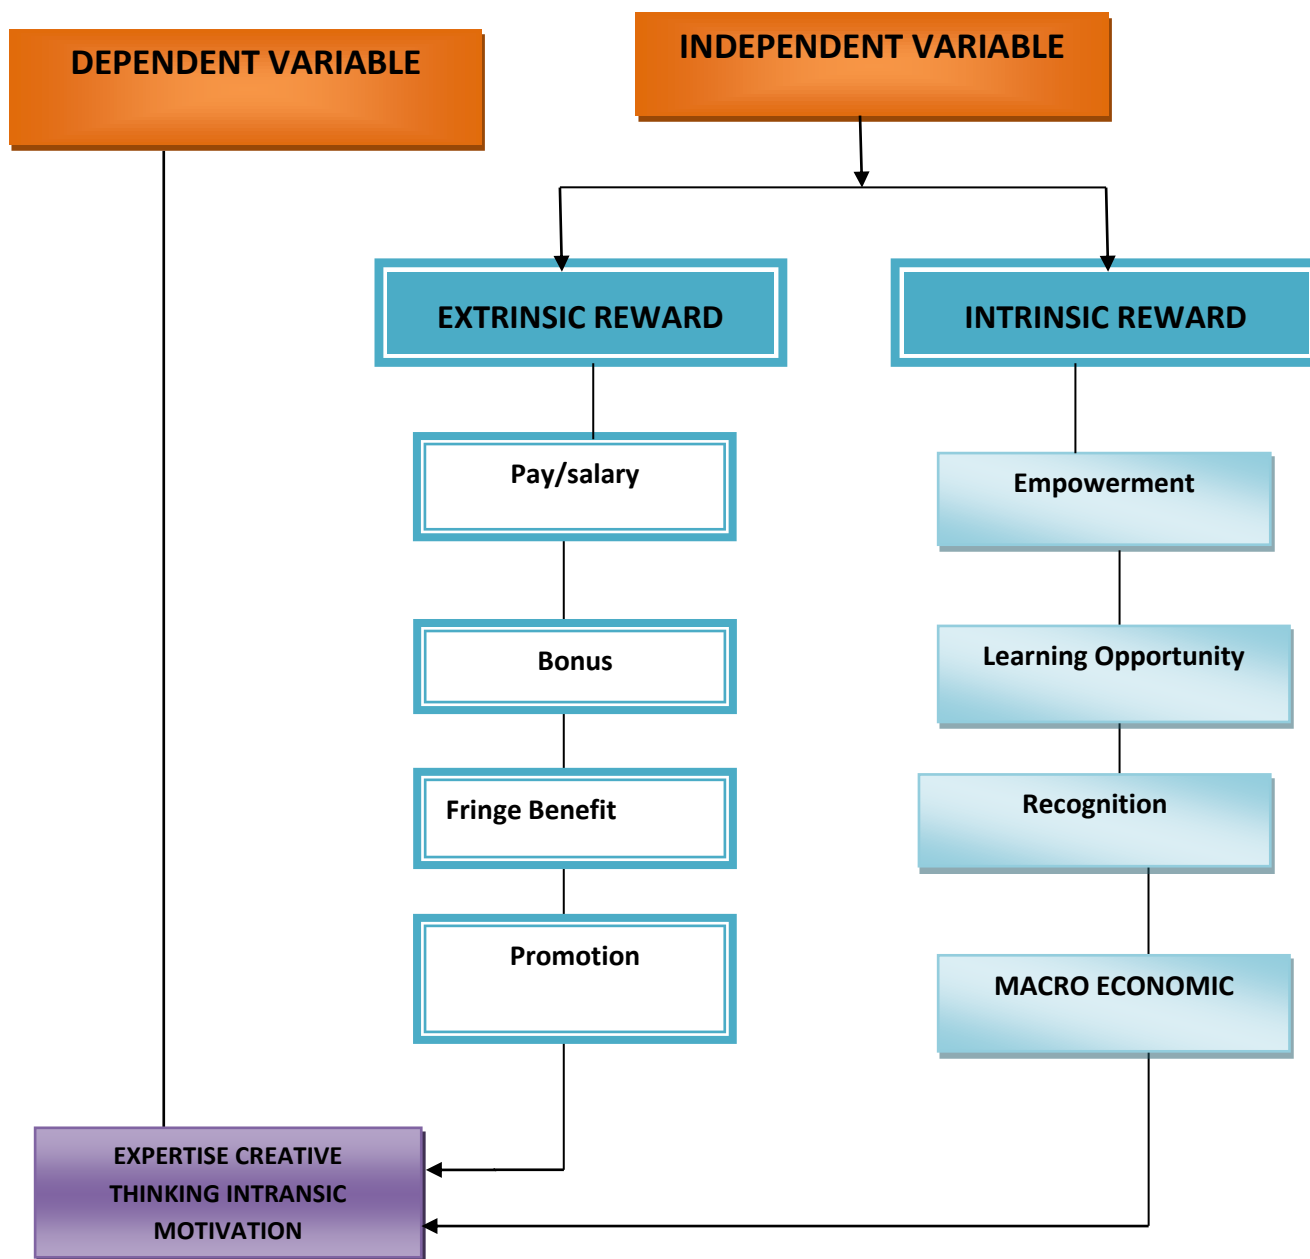 DEPENDENT VARIABLE
INDEPENDENT VARIABLE
EXTRINSIC REWARD
INTRINSIC REWARD
Pay/salary
Empowerment
Bonus
Learning Opportunity
Fringe Benefit
Recognition
Promotion
MACRO ECONOMIC
EXPERTISE CREATIVE
THINKING INTRANSIC
MOTIVATION